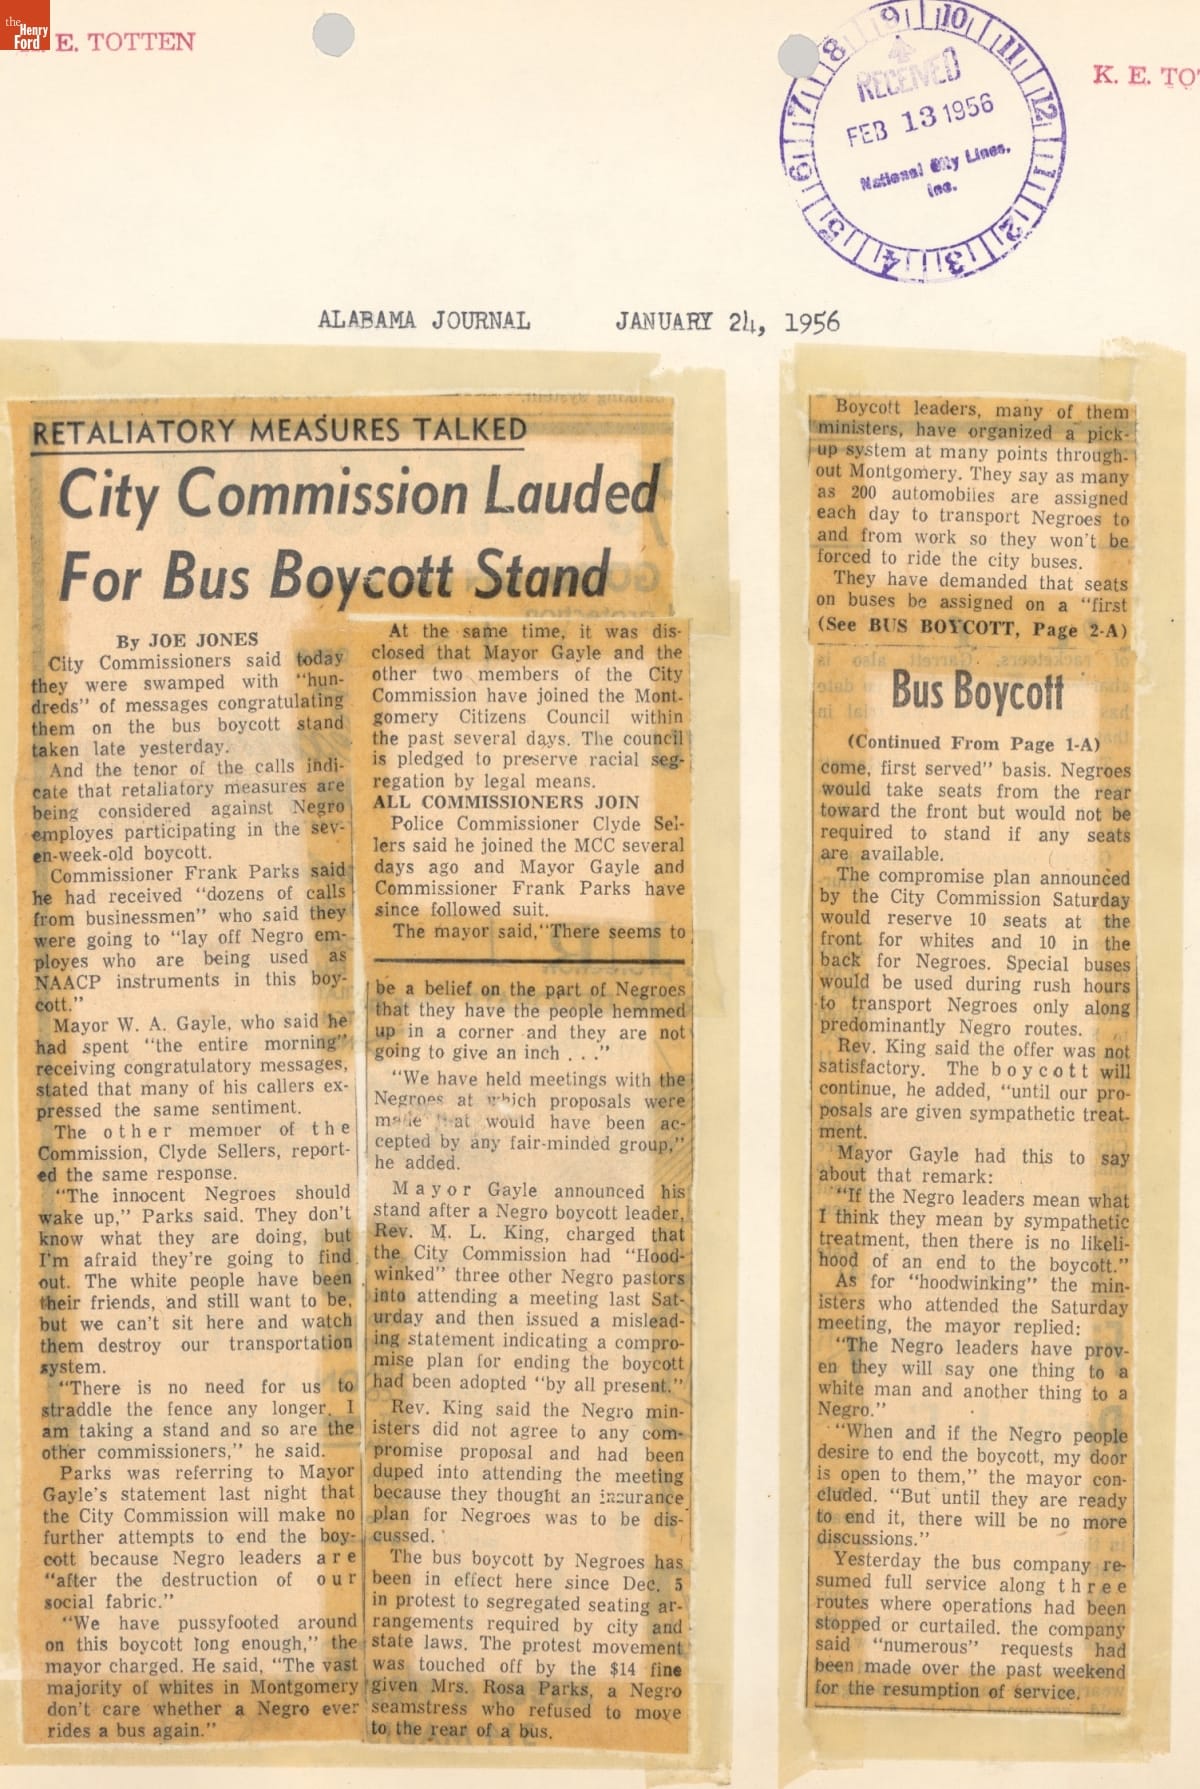 the
Henry
Ford
E. TOTTEN
K. E. TO
9 10 11 12 1 2 3 4 5 6 7 8
RECEIVED
FEB 13 1956
National City Lines,
Inc.
ALABAMA JOURNAL JANUARY 24, 1956
RETALIATORY MEASURES TALKED
City Commission Lauded
For Bus Boycott Stand
By JOE JONES
City Commissioners said today
they were swamped with "hun-
dreds" of messages congratulating
them on the bus boycott stand
taken late yesterday.
And the tenor of the calls indi-
cate that retaliatory measures are
being considered against Negro
employes participating in the sev-
en-week-old boycott.
Commissioner Frank Parks said
he had received "dozens of calls
from businessmen" who said they
were going to "lay off Negro em-
ployes who are being used as
NAACP instruments in this boy-
cott."
Mayor W. A. Gayle, who said he
had spent "the entire morning"
receiving congratulatory messages,
stated that many of his callers ex-
pressed the same sentiment.
The other memoer of the
Commission, Clyde Sellers, report-
ed the same response.
"The innocent Negroes should
wake up," Parks said. They don't
know what they are doing, but
I'm afraid they're going to find
out. The white people have been
their friends, and still want to be,
but we can't sit here and watch
them destroy our transportation
system.
"There is no need for us to
straddle the fence any longer. I
am taking a stand and so are the
other commissioners," he said.
Parks was referring to Mayor
Gayle's statement last night that
the City Commission will make no
further attempts to end the boy-
cott because Negro leaders are
"after the destruction of our
social fabric."
"We have pussyfooted around
on this boycott long enough," the
mayor charged. He said, "The vast
majority of whites in Montgomery
don't care whether a Negro ever
rides a bus again."
At the same time, it was dis-
closed that Mayor Gayle and the
other two members of the City
Commission have joined the Mont-
gomery Citizens Council within
the past several days. The council
is pledged to preserve racial seg-
regation by legal means.
ALL COMMISSIONERS JOIN
Police Commissioner Clyde Sel-
lers said he joined the MCC several
days ago and Mayor Gayle and
Commissioner Frank Parks have
since followed suit.
The mayor said, "There seems to
be a belief on the part of Negroes
that they have the people hemmed
up in a corner and they are not
going to give an inch . . ."
"We have held meetings with the
Negroes at which proposals were
made that would have been ac-
cepted by any fair-minded group,"
he added.
Mayor Gayle announced his
stand after a Negro boycott leader,
Rev. M. L. King, charged that
the City Commission had "Hood-
winked" three other Negro pastors
into attending a meeting last Sat-
urday and then issued a mislead-
ing statement indicating a compro-
mise plan for ending the boycott
had been adopted "by all present."
Rev. King said the Negro min-
isters did not agree to any com-
promise proposal and had been
duped into attending the meeting
because they thought an insurance
plan for Negroes was to be dis-
cussed.
The bus boycott by Negroes has
been in effect here since Dec. 5
in protest to segregated seating ar-
rangements required by city and
state laws. The protest movement
was touched off by the $14 fine
given Mrs. Rosa Parks, a Negro
seamstress who refused to move
to the rear of a bus.
Boycott leaders, many of them
ministers, have organized a pick-
up system at many points through-
out Montgomery. They say as many
as 200 automobiles are assigned
each day to transport Negroes to
and from work so they won't be
forced to ride the city buses.
They have demanded that seats
on buses be assigned on a "first
(See BUS BOYCOTT, Page 2-A)
Bus Boycott
(Continued From Page 1-A)
come, first served" basis. Negroes
would take seats from the rear
toward the front but would not be
required to stand if any seats
are available.
The compromise plan announced
by the City Commission Saturday
would reserve 10 seats at the
front for whites and 10 in the
back for Negroes. Special buses
would be used during rush hours
to transport Negroes only along
predominantly Negro routes.
Rev. King said the offer was not
satisfactory. The boycott will
continue, he added, "until our pro-
posals are given sympathetic treat-
ment.
Mayor Gayle had this to say
about that remark:
"If the Negro leaders mean what
I think they mean by sympathetic
treatment, then there is no likeli-
hood of an end to the boycott."
As for "hoodwinking" the min-
isters who attended the Saturday
meeting, the mayor replied:
"The Negro leaders have prov-
en they will say one thing to a
white man and another thing to a
Negro."
"When and if the Negro people
desire to end the boycott, my door
is open to them," the mayor con-
cluded. "But until they are ready
to end it, there will be no more
discussions."
Yesterday the bus company re-
sumed full service along three
routes where operations had been
stopped or curtailed. the company
said "numerous" requests had
been made over the past weekend
for the resumption of service.